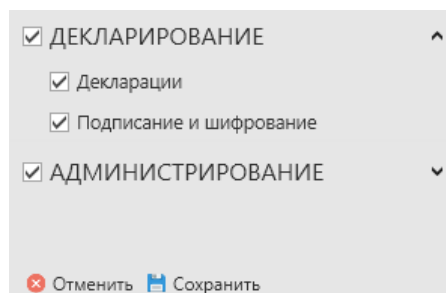 ДЕКЛАРИРОВАНИЕ
Декларации
Подписание и шифрование
АДМИНИСТРИРОВАНИЕ
Отменить Сохранить